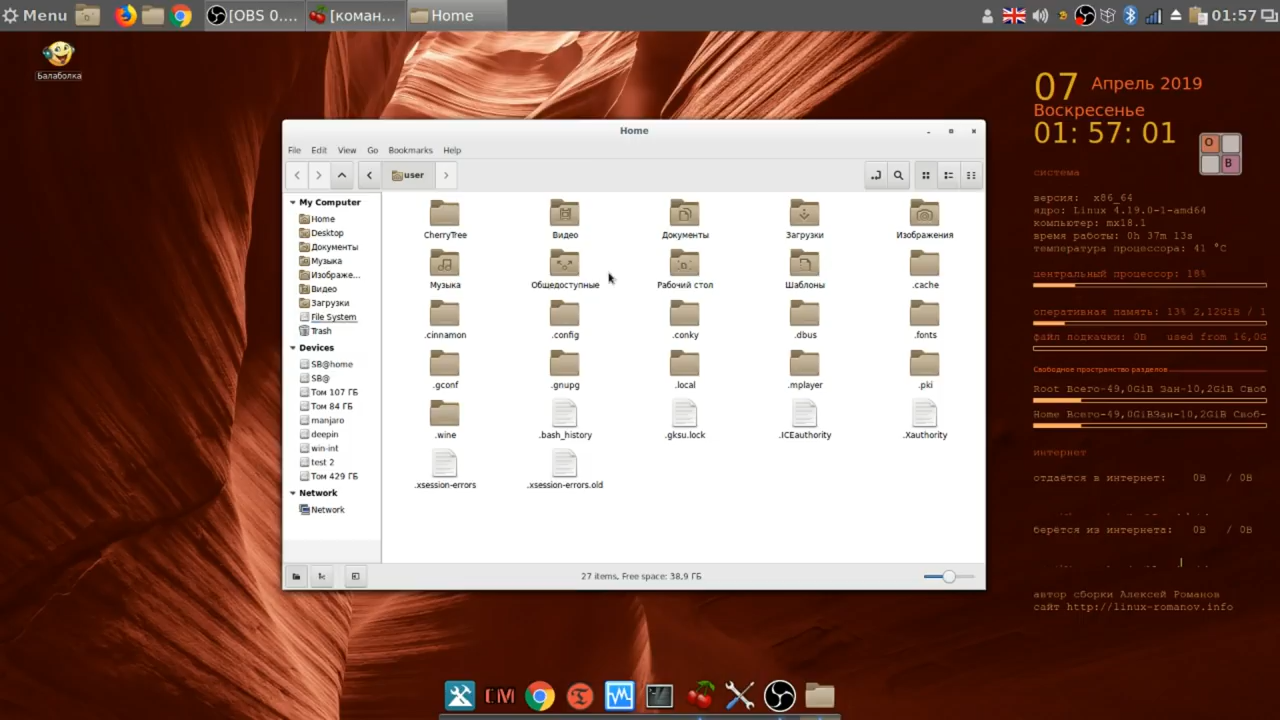 Menu
[OBS 0....
[коман...
Home
01:57
Балаболка
07 Апрель 2019
Воскресенье
01: 57: 01
O
B
система
версия: x86_64
ядро: Linux 4.19.0-1-amd64
компьютер: mx18.1
время работы: 0h 37m 13s
температура процессора: 41 °C
центральный процессор: 18%
оперативная память: 13% 2,12GiB / 1
файл подкачки: 0B used from 16,0G
Свободное пространство разделов
Root Всего-49,0GiB Зан-10,2GiB Своб
Home Всего-49,0GiBЗан-10,2GiB Своб-
интернет
отдаётся в интернет: 0B / 0B
берётся из интернета: 0B / 0B
автор сборки Алексей Романов
сайт http://linux-romanov.info
Home
File Edit View Go Bookmarks Help
user
My Computer
Home
Desktop
Документы
Музыка
Изображе...
Видео
Загрузки
File System
Trash
Devices
SB@home
SB@
Том 107 ГБ
Том 84 ГБ
manjaro
deepin
win-int
test 2
Том 429 ГБ
Network
Network
CherryTree Видео Документы Загрузки Изображения
Музыка Общедоступные Рабочий стол Шаблоны .cache
.cinnamon .config .conky .dbus .fonts
.gconf .gnupg .local .mplayer .pki
.wine .bash_history .gksu.lock .ICEauthority .Xauthority
.xsession-errors .xsession-errors.old
27 items, Free space: 38,9 ГБ
CM